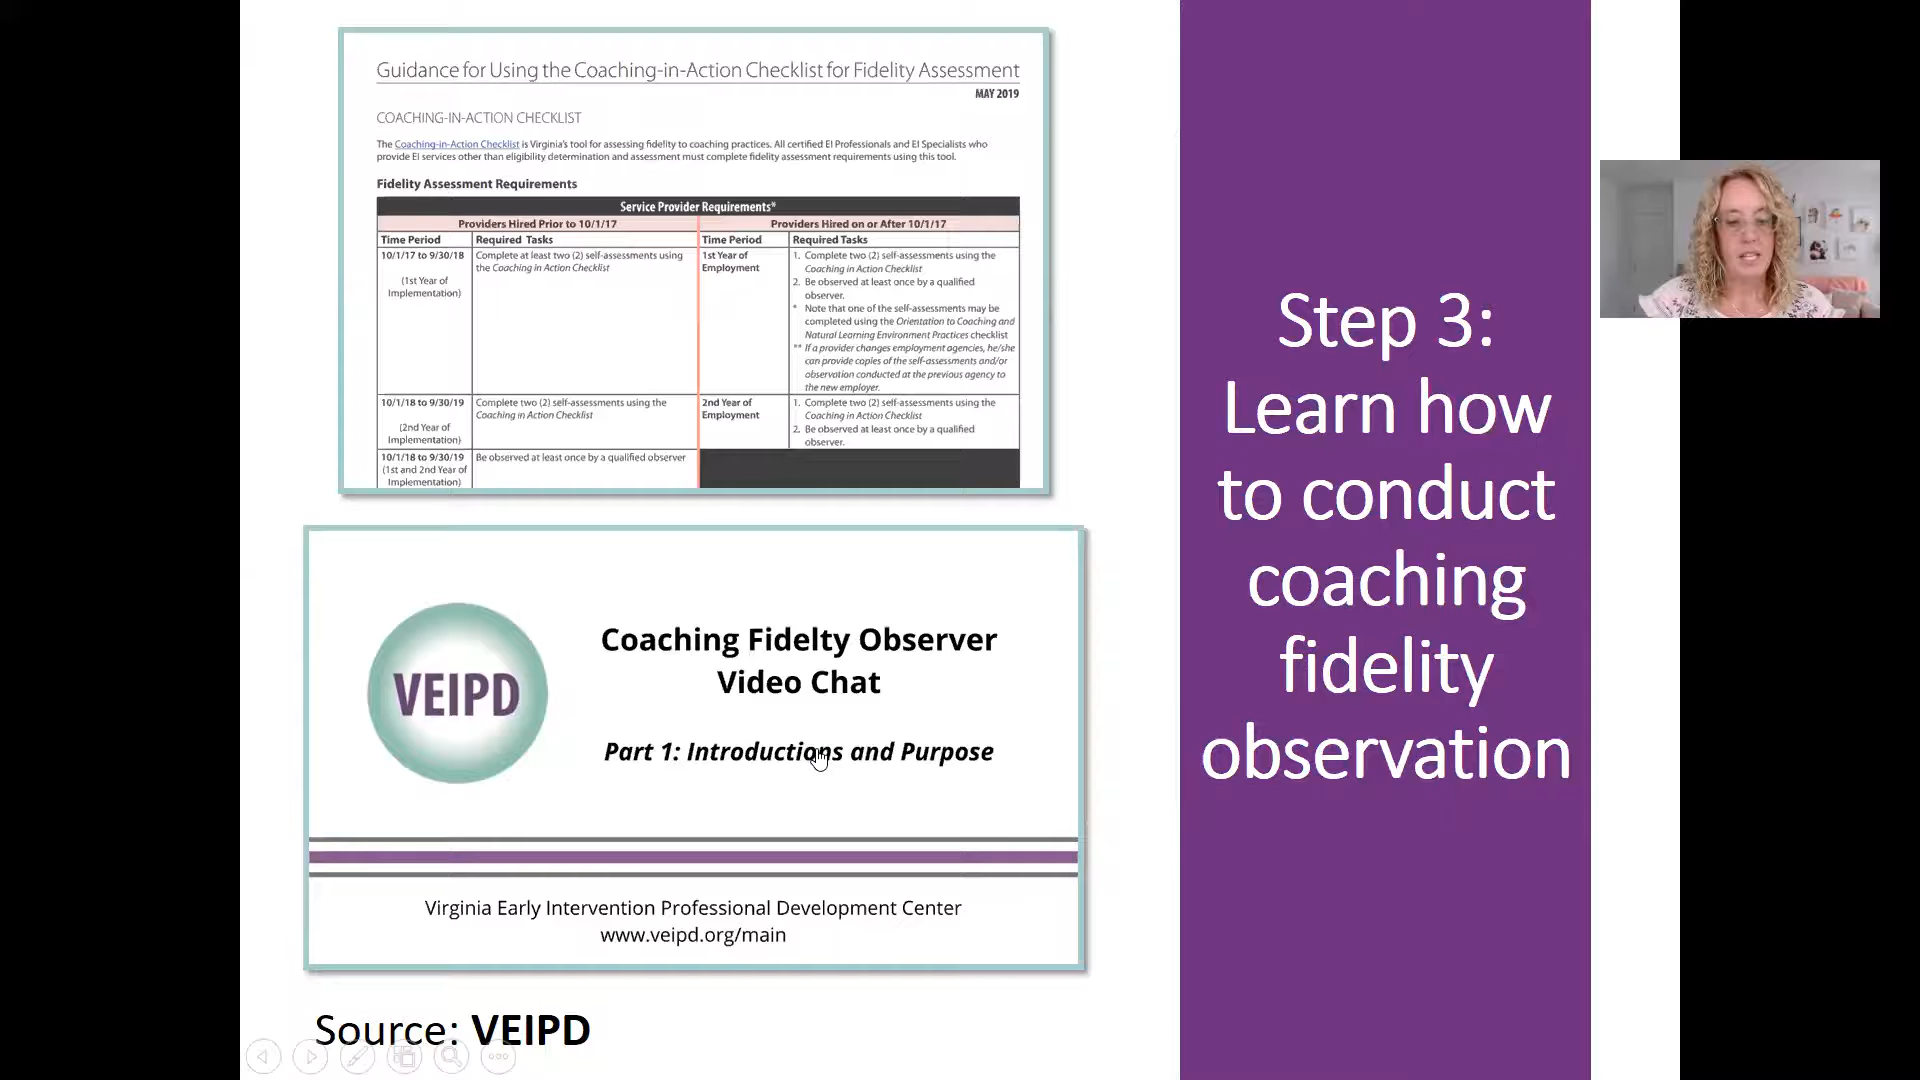 Guidance for Using the Coaching-in-Action Checklist for Fidelity Assessment
MAY 2019
COACHING-IN-ACTION CHECKLIST
The Coaching-in-Action Checklist is Virginia's tool for assessing fidelity to coaching practices. All certified EI Professionals and EI Specialists who
provide EI services other than eligibility determination and assessment must complete fidelity assessment requirements using this tool.
Fidelity Assessment Requirements
Service Provider Requirements*
Providers Hired Prior to 10/1/17
Providers Hired on or After 10/1/17
Time Period
Required Tasks
Time Period
Required Tasks
10/1/17 to 9/30/18
(1st Year of
Implementation)
Complete at least two (2) self-assessments using
the Coaching in Action Checklist
1st Year of
Employment
1. Complete two (2) self-assessments using the
Coaching in Action Checklist
2. Be observed at least once by a qualified
observer.
* Note that one of the self-assessments may be
completed using the Orientation to Coaching and
Natural Learning Environment Practices checklist
** If a provider changes employment agencies, he/she
can provide copies of the self-assessments and/or
observation conducted at the previous agency to
the new employer.
10/1/18 to 9/30/19
(2nd Year of
Implementation)
Complete two (2) self-assessments using the
Coaching in Action Checklist
2nd Year of
Employment
1. Complete two (2) self-assessments using the
Coaching in Action Checklist
2. Be observed at least once by a qualified
observer.
10/1/18 to 9/30/19
(1st and 2nd Year of
Implementation)
Be observed at least once by a qualified observer
VEIPD
Coaching Fidelty Observer
Video Chat
Part 1: Introductions and Purpose
Virginia Early Intervention Professional Development Center
www.veipd.org/main
Source: VEIPD
Step 3:
Learn how
to conduct
coaching
fidelity
observation